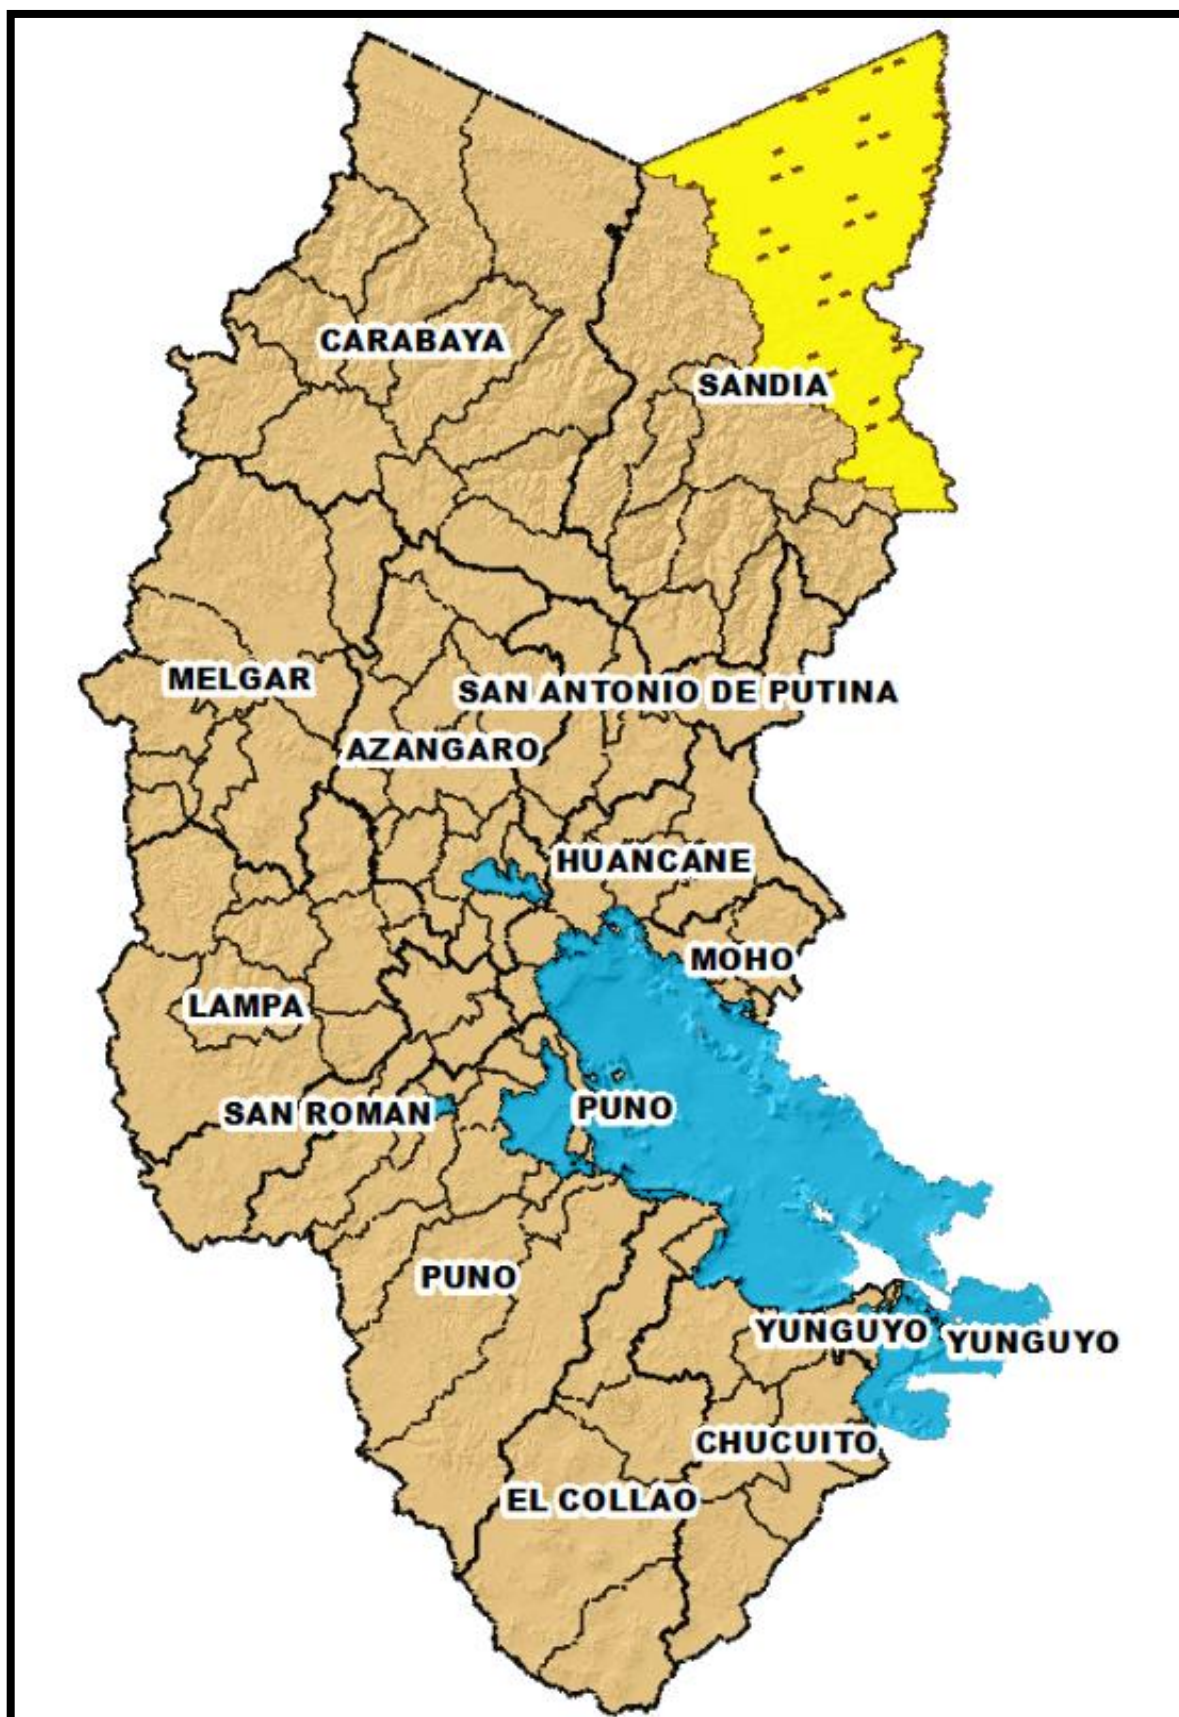 CARABAYA
SANDIA
MELGAR
SAN ANTONIO DE PUTINA
AZANGARO
HUANCANE
MOHO
LAMPA
SAN ROMAN
PUNO
PUNO
YUNGUYO
YUNGUYO
CHUCUITO
EL COLLAO